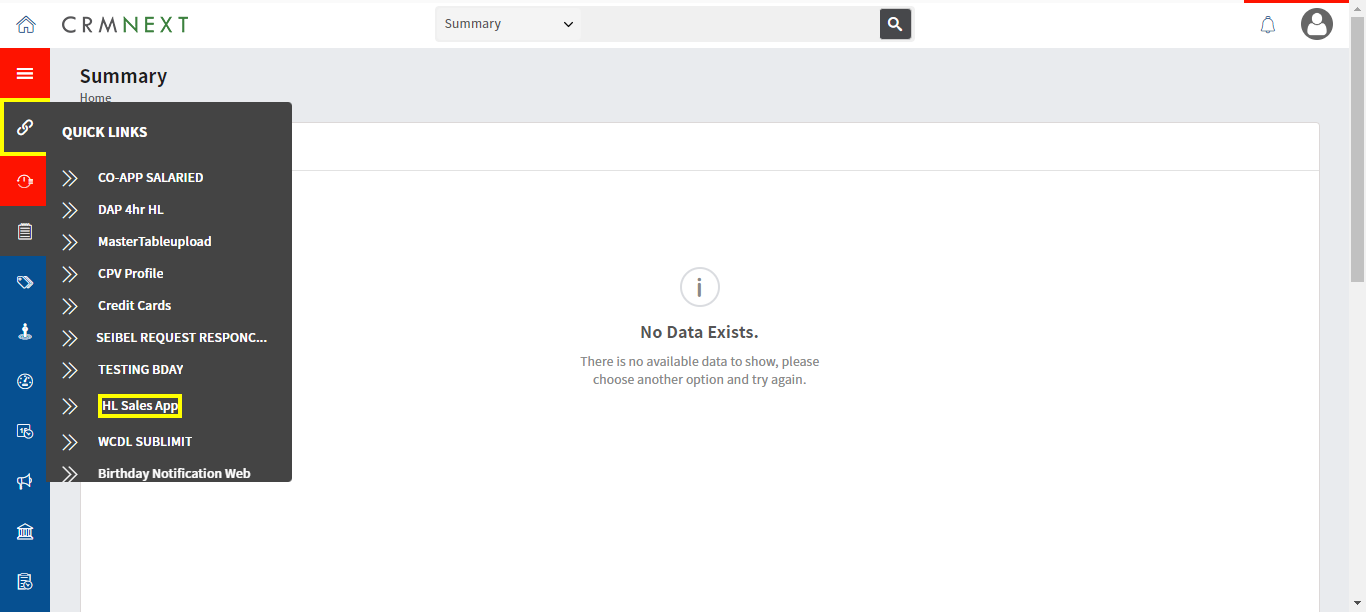 CRMNEXT
Summary
Summary
Home
QUICK LINKS
CO-APP SALARIED
DAP 4hr HL
MasterTableupload
CPV Profile
Credit Cards
SEIBEL REQUEST RESPONC...
TESTING BDAY
HL Sales App
WCDL SUBLIMIT
Birthday Notification Web
No Data Exists.
There is no available data to show, please
choose another option and try again.